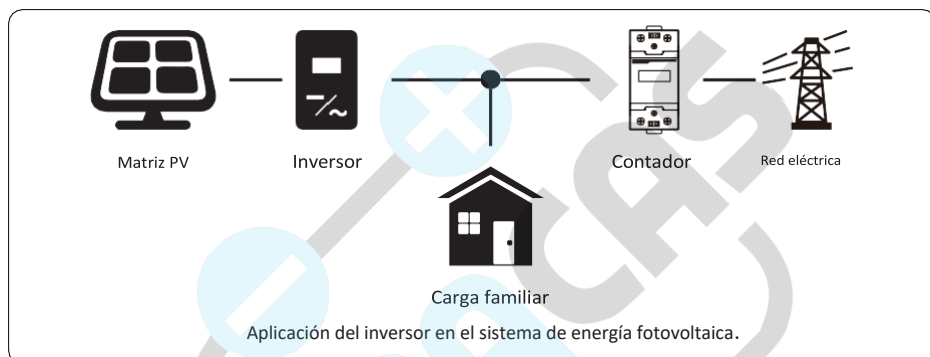 Matriz PV
Inversor
Contador
Red eléctrica
Carga familiar
Aplicación del inversor en el sistema de energía fotovoltaica.